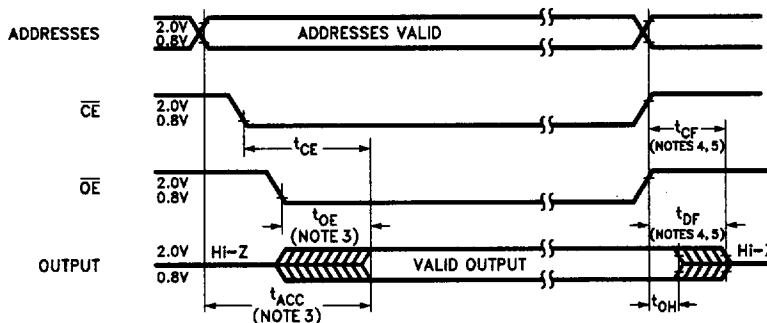 ADDRESSES
2.0V
0.8V
ADDRESSES VALID
CE
2.0V
0.8V
tCE
tCF
(NOTES 4, 5)
OE
2.0V
0.8V
tOE
(NOTE 3)
tDF
(NOTES 4, 5)
OUTPUT
2.0V
0.8V
Hi-Z
VALID OUTPUT
Hi-Z
tACC
(NOTE 3)
tOH